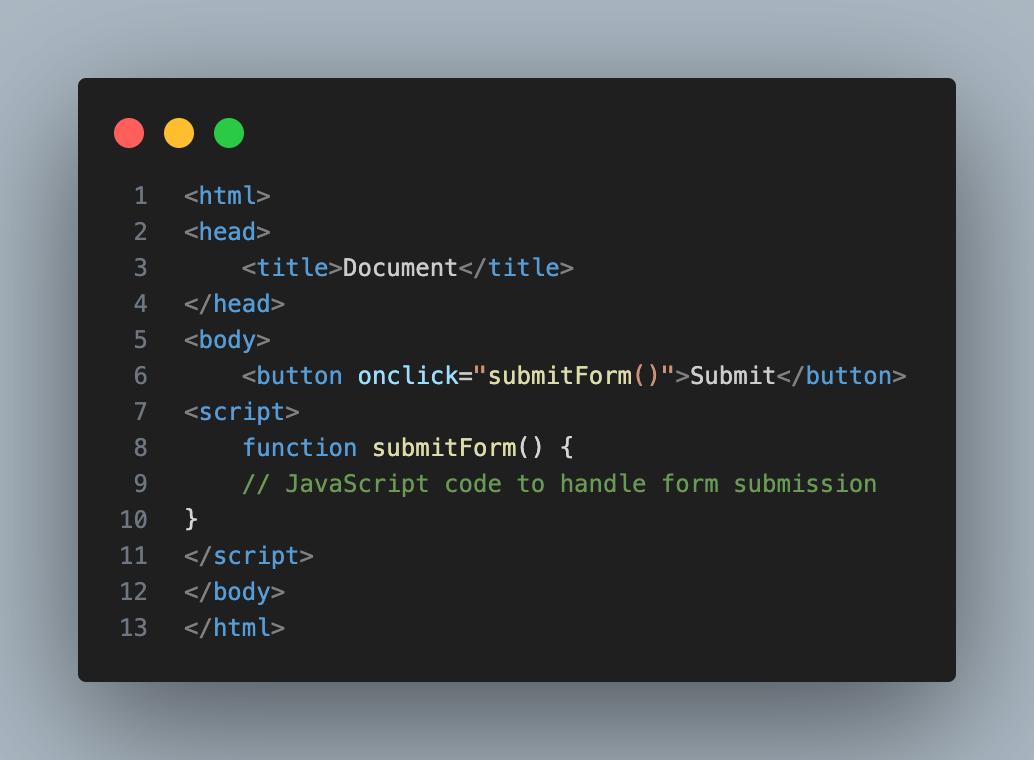 1 <html>
2 <head>
3     <title>Document</title>
4 </head>
5 <body>
6     <button onclick="submitForm()">Submit</button>
7 <script>
8     function submitForm() {
9     // JavaScript code to handle form submission
10 }
11 </script>
12 </body>
13 </html>